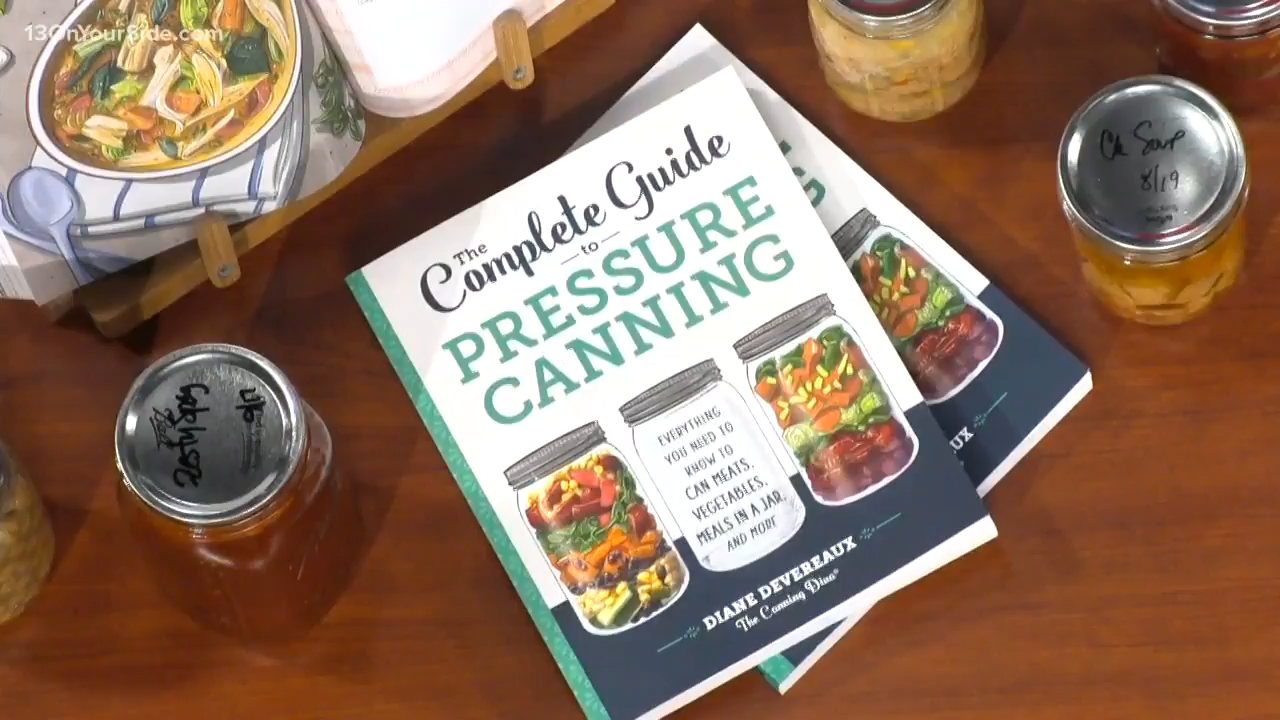 13OnYourSide.com
The
Complete Guide
to
PRESSURE
CANNING
EVERYTHING
YOU NEED TO
KNOW TO
CAN MEATS,
VEGETABLES,
MEALS IN A JAR,
AND MORE
DIANE DEVEREAUX
The Canning Diva®
Ck Soup
8/19